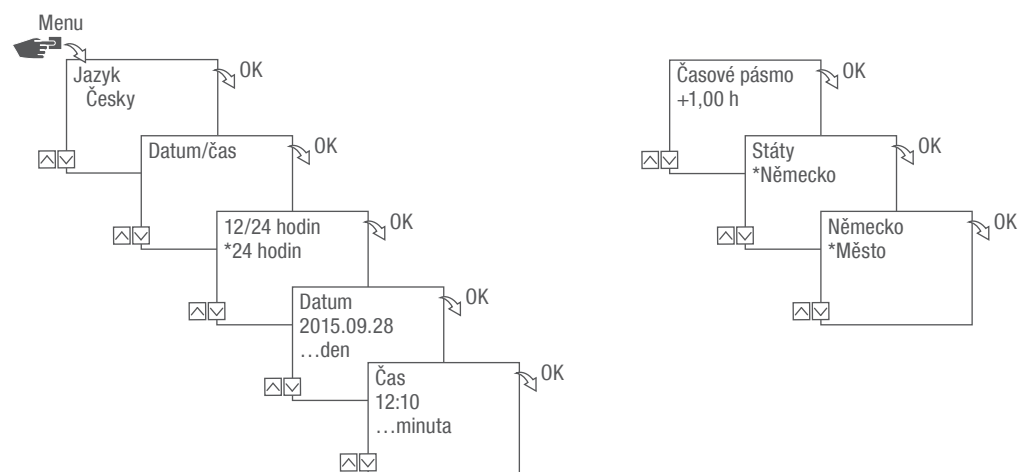 Menu
Jazyk
Česky
OK
Datum/čas
OK
12/24 hodin
*24 hodin
OK
Datum
2015.09.28
…den
OK
Čas
12:10
…minuta
OK
Časové pásmo
+1,00 h
OK
Státy
*Německo
OK
Německo
*Město
OK